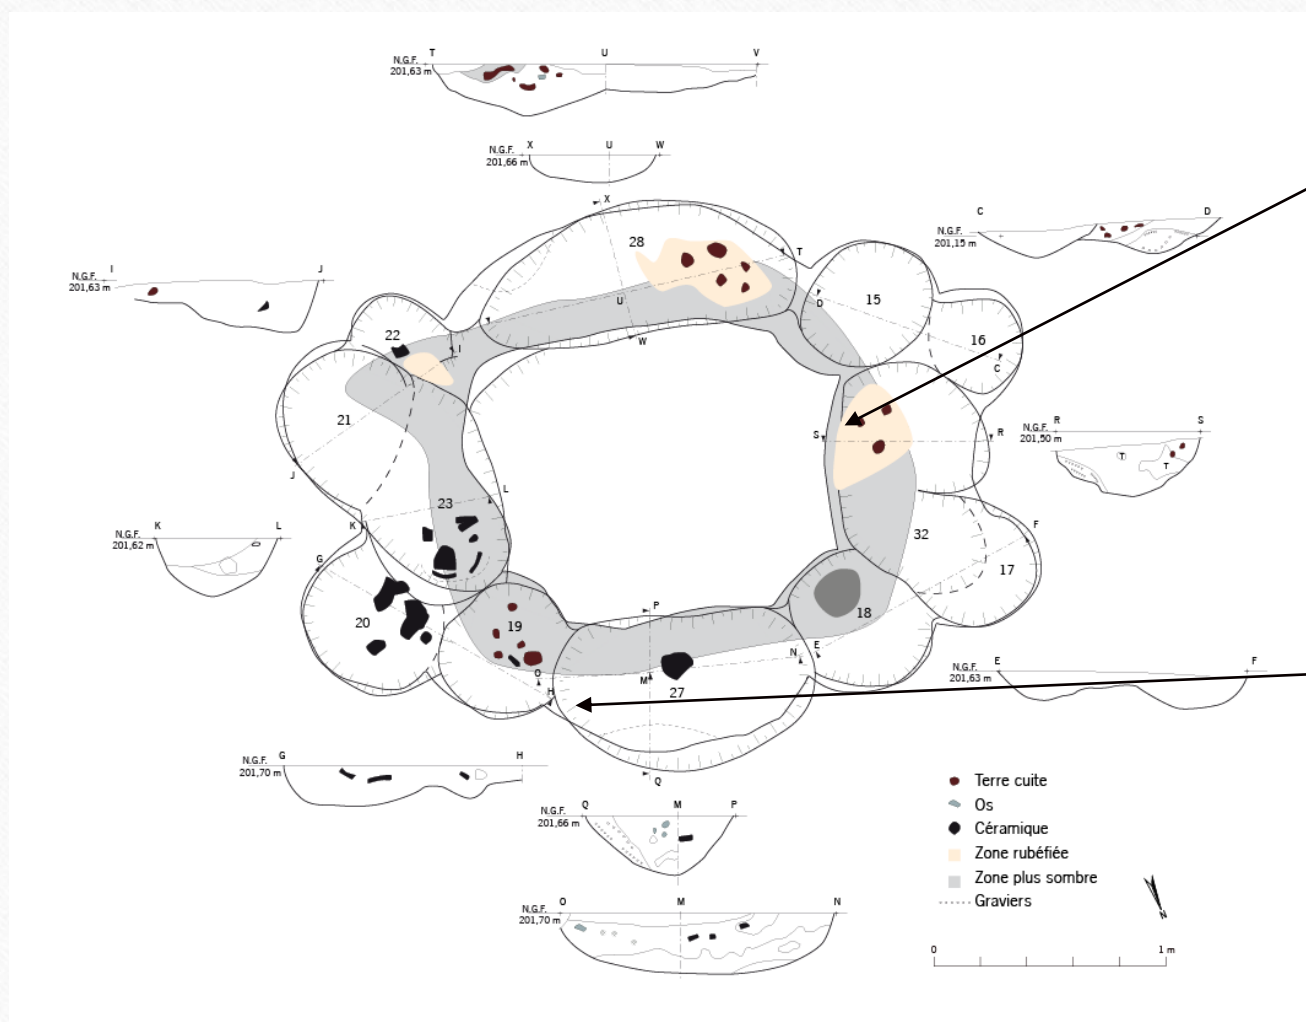 T U V
N.G.F.
201,63 m
X U W
N.G.F.
201,66 m
X
C D
N.G.F.
201,15 m
28
T
I J
N.G.F.
201,63 m
U
D
15
22
I
W
16
C
21
S
R
R S
N.G.F.
201,50 m
T
T
J
L
23
K
K L
N.G.F.
201,62 m
G
32
F
17
20
19
P
18
E
N
O
M
H
27
E F
N.G.F.
201,63 m
G H
N.G.F.
201,70 m
Q
Q M P
N.G.F.
201,66 m
O M N
N.G.F.
201,70 m
Terre cuite
Os
Céramique
Zone rubéfiée
Zone plus sombre
Graviers
N
0 1 m